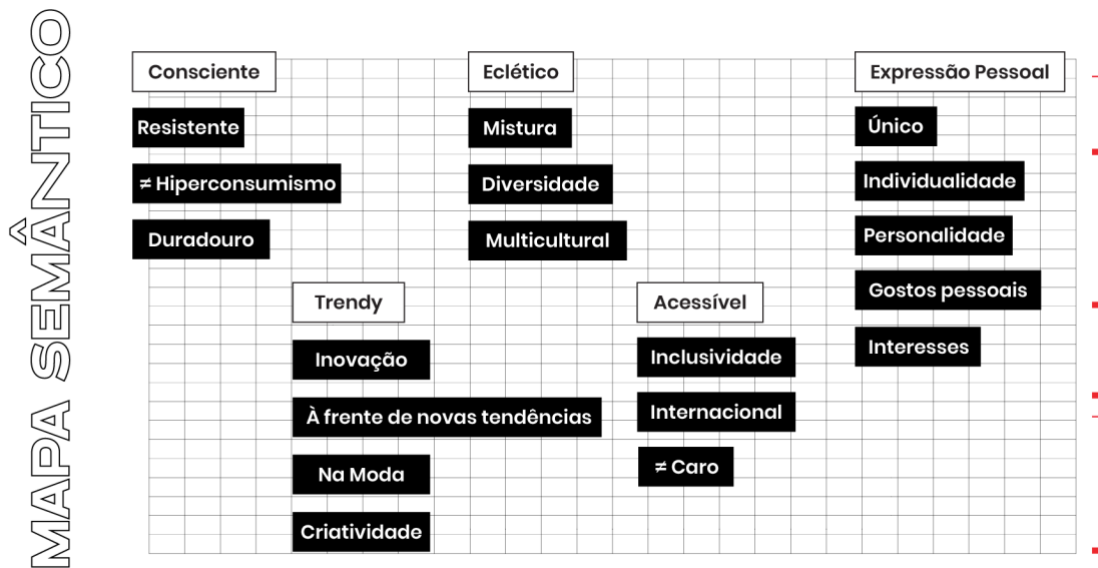 MAPA SEMÂNTICO
Consciente
Resistente
≠ Hiperconsumismo
Duradouro
Eclético
Mistura
Diversidade
Multicultural
Expressão Pessoal
Único
Individualidade
Personalidade
Gostos pessoais
Interesses
Trendy
Inovação
À frente de novas tendências
Na Moda
Criatividade
Acessível
Inclusividade
Internacional
≠ Caro